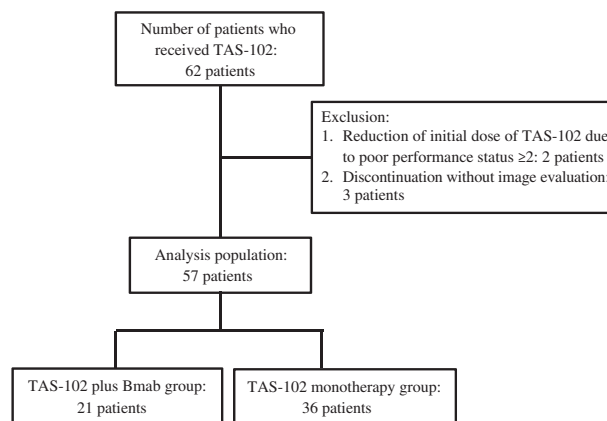 Number of patients who
received TAS-102:
62 patients
Exclusion:
1. Reduction of initial dose of TAS-102 due
to poor performance status ≥2: 2 patients
2. Discontinuation without image evaluation:
3 patients
Analysis population:
57 patients
TAS-102 plus Bmab group:
21 patients
TAS-102 monotherapy group:
36 patients